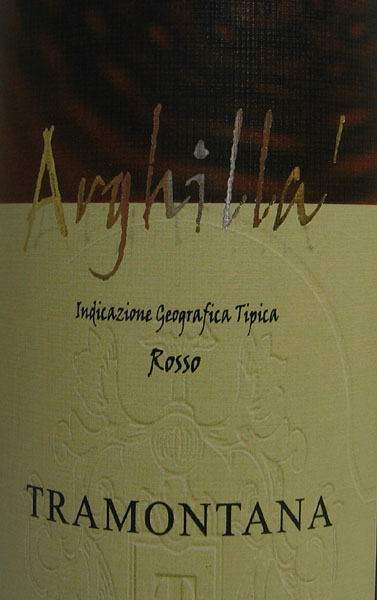 Arghillà
Indicazione Geografica Tipica
Rosso
TRAMONTANA
T